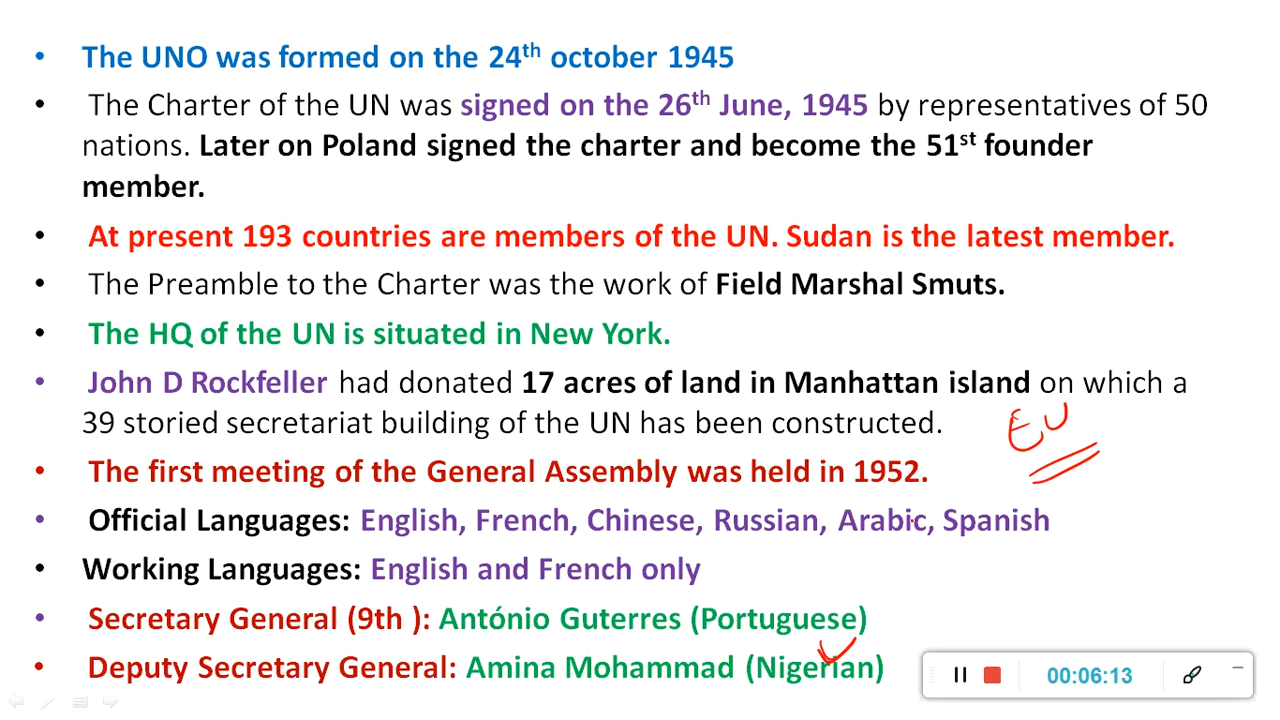 • The UNO was formed on the 24th october 1945
• The Charter of the UN was signed on the 26th June, 1945 by representatives of 50
nations. Later on Poland signed the charter and become the 51st founder
member.
• At present 193 countries are members of the UN. Sudan is the latest member.
• The Preamble to the Charter was the work of Field Marshal Smuts.
• The HQ of the UN is situated in New York.
• John D Rockfeller had donated 17 acres of land in Manhattan island on which a
39 storied secretariat building of the UN has been constructed.
EU
• The first meeting of the General Assembly was held in 1952.
• Official Languages: English, French, Chinese, Russian, Arabic, Spanish
• Working Languages: English and French only
• Secretary General (9th ): António Guterres (Portuguese)
• Deputy Secretary General: Amina Mohammad (Nigerian)
00:06:13